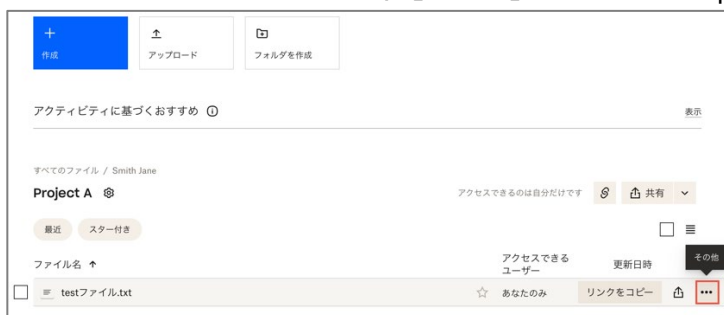 作成
アップロード
フォルダを作成
アクティビティに基づくおすすめ
表示
すべてのファイル / Smith Jane
Project A
アクセスできるのは自分だけです
共有
最近
スター付き
ファイル名 ↑
アクセスできる
ユーザー
更新日時
その他
testファイル.txt
あなたのみ
リンクをコピー